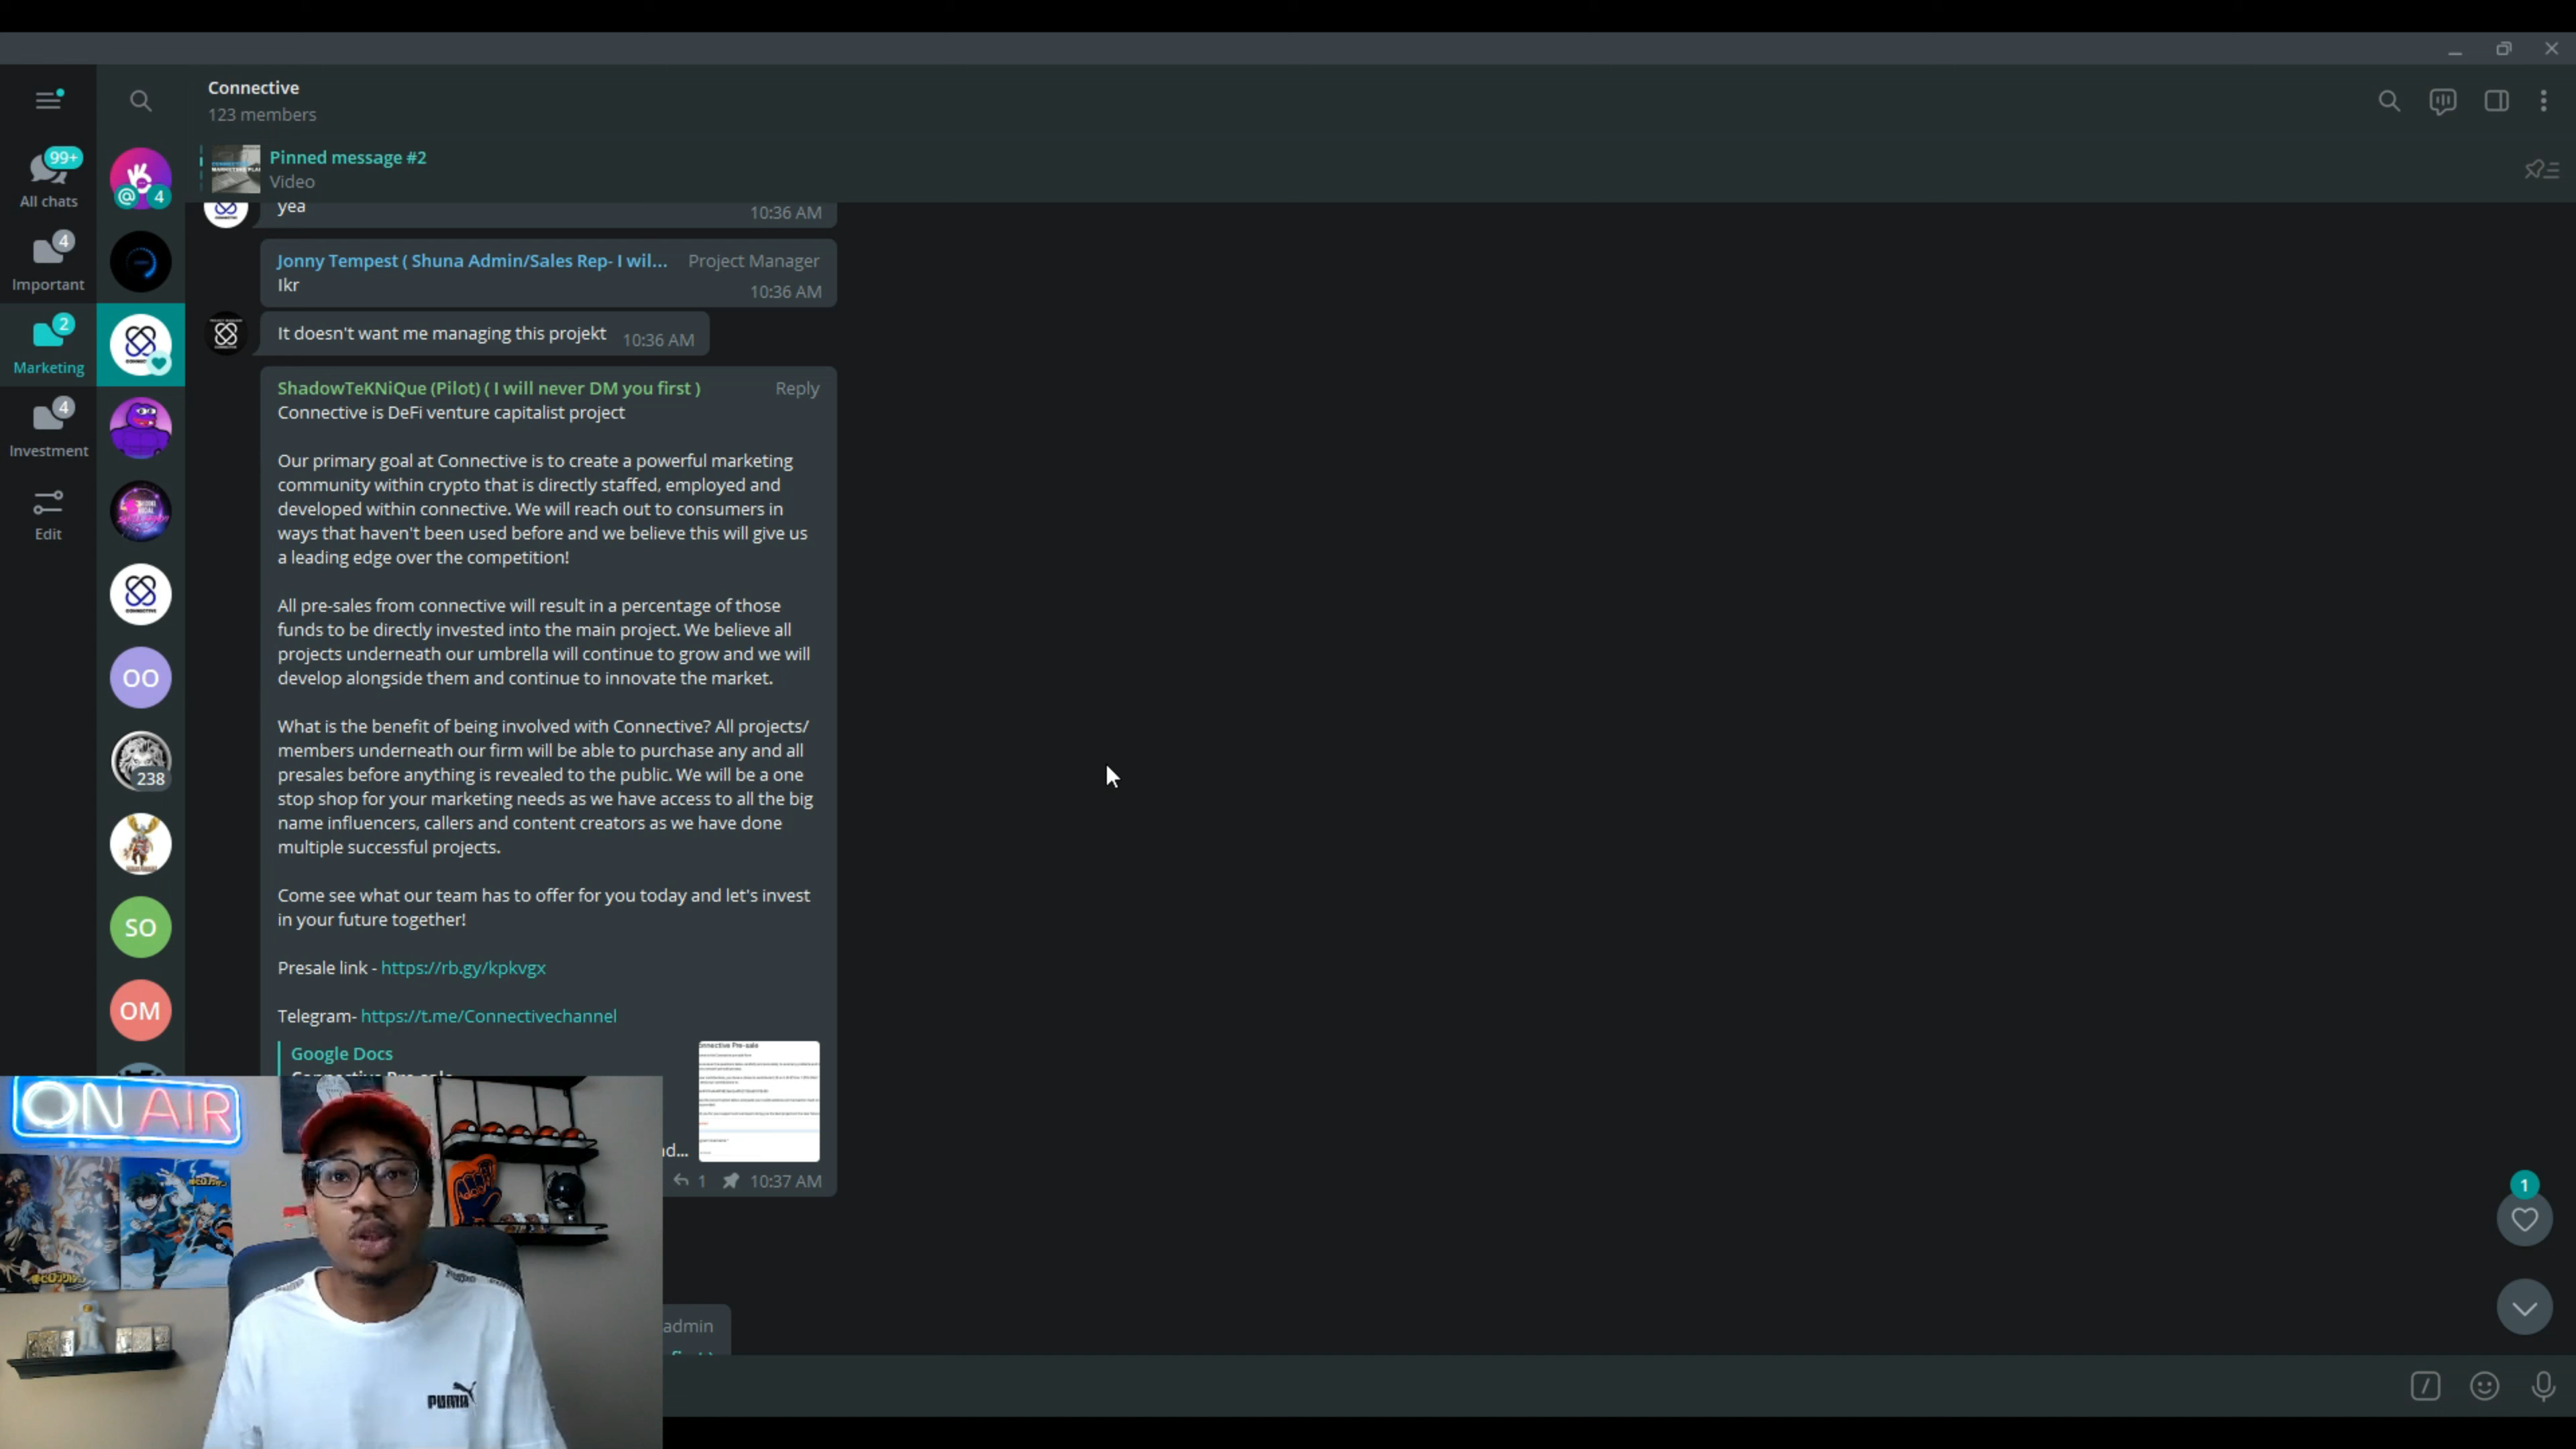 Connective
123 members
99+
All chats
4
Important
2
Marketing
4
Investment
Edit
@ 4
OO
238
SO
OM
Pinned message #2
Video
yea
10:36 AM
Jonny Tempest ( Shuna Admin/Sales Rep- I wil...
Project Manager
Ikr
10:36 AM
It doesn't want me managing this projekt
10:36 AM
ShadowTeKNiQue (Pilot) ( I will never DM you first )
Reply
Connective is DeFi venture capitalist project
Our primary goal at Connective is to create a powerful marketing
community within crypto that is directly staffed, employed and
developed within connective. We will reach out to consumers in
ways that haven't been used before and we believe this will give us
a leading edge over the competition!
All pre-sales from connective will result in a percentage of those
funds to be directly invested into the main project. We believe all
projects underneath our umbrella will continue to grow and we will
develop alongside them and continue to innovate the market.
What is the benefit of being involved with Connective? All projects/
members underneath our firm will be able to purchase any and all
presales before anything is revealed to the public. We will be a one
stop shop for your marketing needs as we have access to all the big
name influencers, callers and content creators as we have done
multiple successful projects.
Come see what our team has to offer for you today and let's invest
in your future together!
Presale link - https://rb.gy/kpkvgx
Telegram- https://t.me/Connectivechannel
Google Docs
1
10:37 AM
admin
1
ON AIR
PUMA